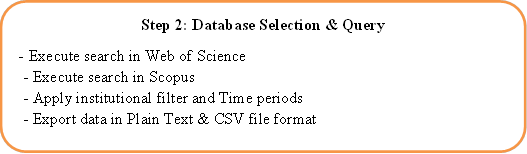 Step 2: Database Selection & Query
- Execute search in Web of Science
- Execute search in Scopus
- Apply institutional filter and Time periods
- Export data in Plain Text & CSV file format